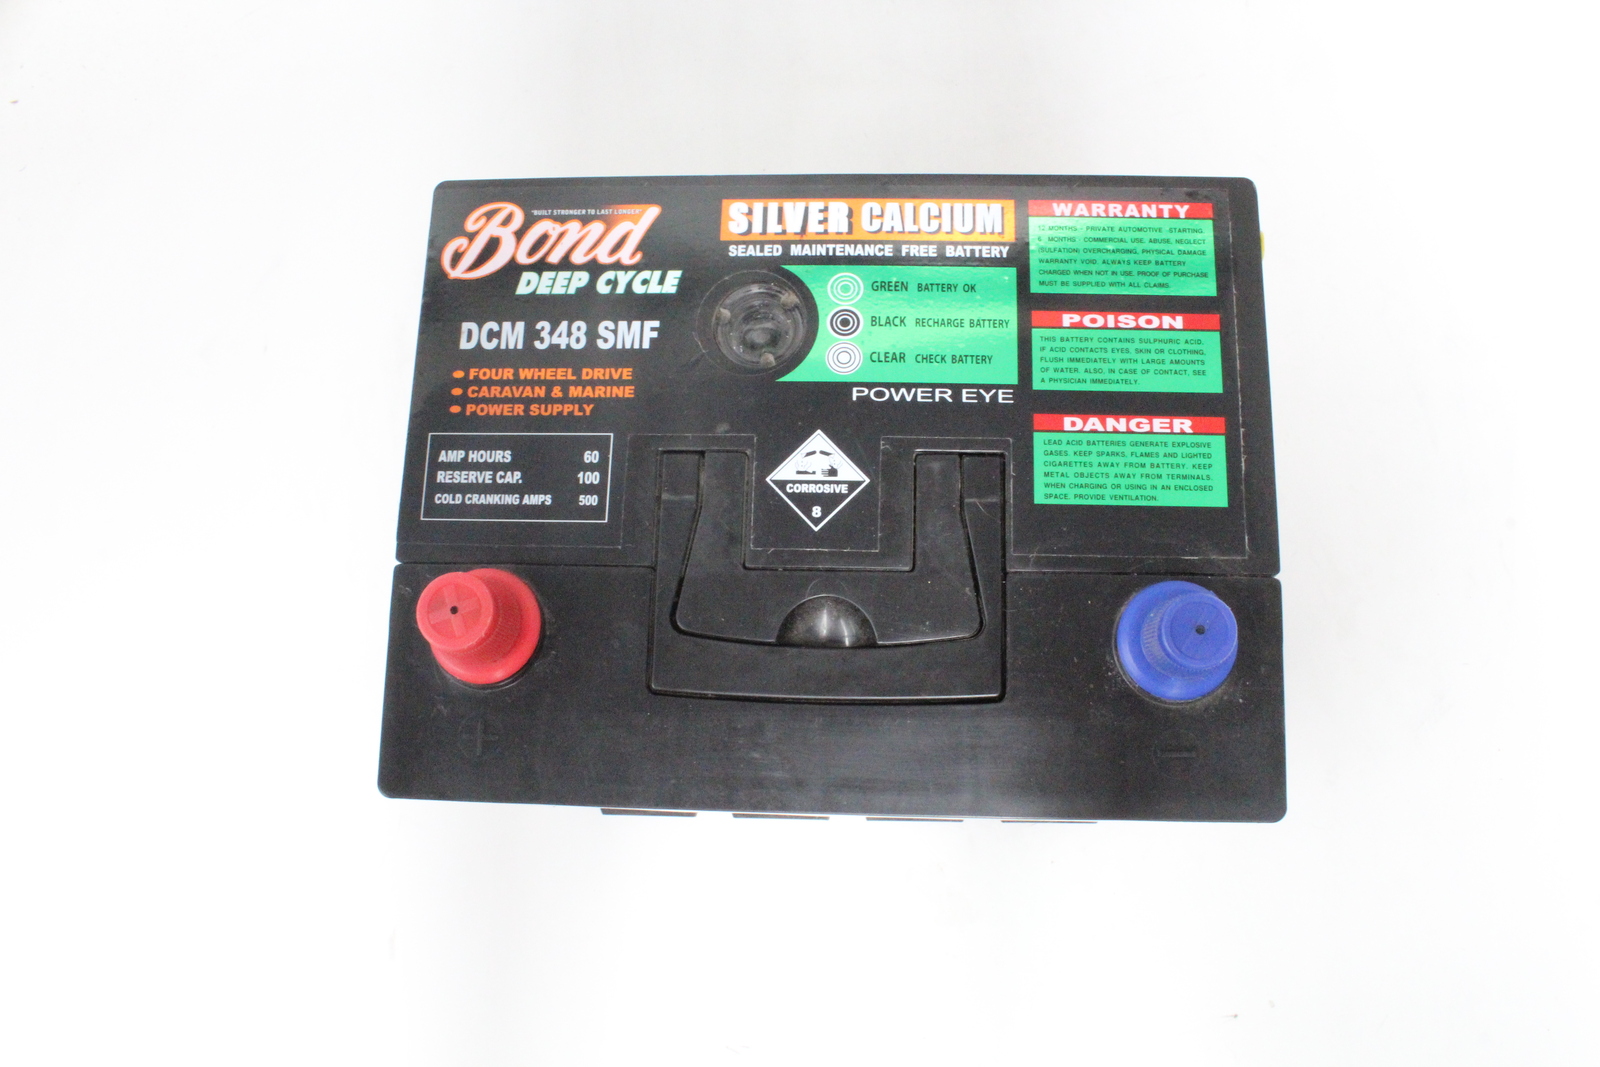 "BUILT STRONGER TO LAST LONGER"
Bond
DEEP CYCLE
DCM 348 SMF
FOUR WHEEL DRIVE
CARAVAN & MARINE
POWER SUPPLY
AMP HOURS 60
RESERVE CAP. 100
COLD CRANKING AMPS 500
SILVER CALCIUM
SEALED MAINTENANCE FREE BATTERY
GREEN BATTERY OK
BLACK RECHARGE BATTERY
CLEAR CHECK BATTERY
POWER EYE
CORROSIVE
8
WARRANTY
12 MONTHS - PRIVATE AUTOMOTIVE -STARTING.
6 MONTHS - COMMERCIAL USE. ABUSE, NEGLECT
(SULFATION) OVERCHARGING, PHYSICAL DAMAGE
WARRANTY VOID. ALWAYS KEEP BATTERY
CHARGED WHEN NOT IN USE. PROOF OF PURCHASE
MUST BE SUPPLIED WITH ALL CLAIMS.
POISON
THIS BATTERY CONTAINS SULPHURIC ACID.
IF ACID CONTACTS EYES, SKIN OR CLOTHING,
FLUSH IMMEDIATELY WITH LARGE AMOUNTS
OF WATER. ALSO, IN CASE OF CONTACT, SEE
A PHYSICIAN IMMEDIATELY.
DANGER
LEAD ACID BATTERIES GENERATE EXPLOSIVE
GASES. KEEP SPARKS, FLAMES AND LIGHTED
CIGARETTES AWAY FROM BATTERY. KEEP
METAL OBJECTS AWAY FROM TERMINALS.
WHEN CHARGING OR USING IN AN ENCLOSED
SPACE. PROVIDE VENTILATION.
+
−